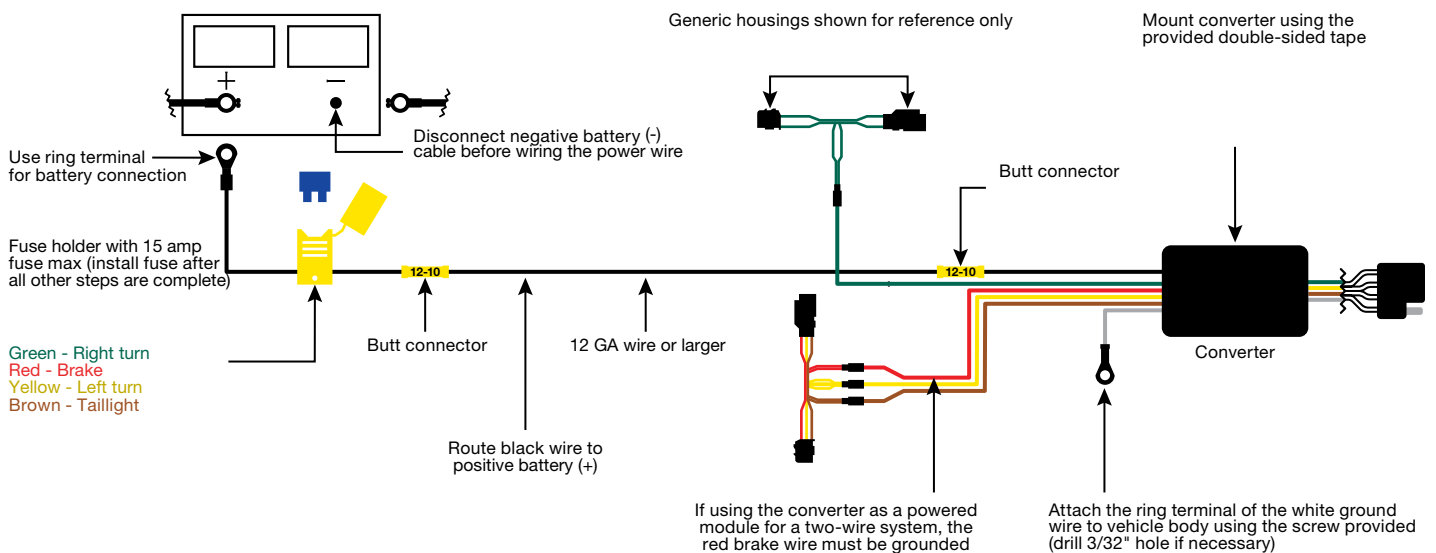 Generic housings shown for reference only
Mount converter using the
provided double-sided tape
+
–
Disconnect negative battery (-)
cable before wiring the power wire
Use ring terminal
for battery connection
Butt connector
Fuse holder with 15 amp
fuse max (install fuse after
all other steps are complete)
12-10
12-10
Green - Right turn
Red - Brake
Yellow - Left turn
Brown - Taillight
Butt connector
12 GA wire or larger
Converter
Route black wire to
positive battery (+)
If using the converter as a powered
module for a two-wire system, the
red brake wire must be grounded
Attach the ring terminal of the white ground
wire to vehicle body using the screw provided
(drill 3/32" hole if necessary)